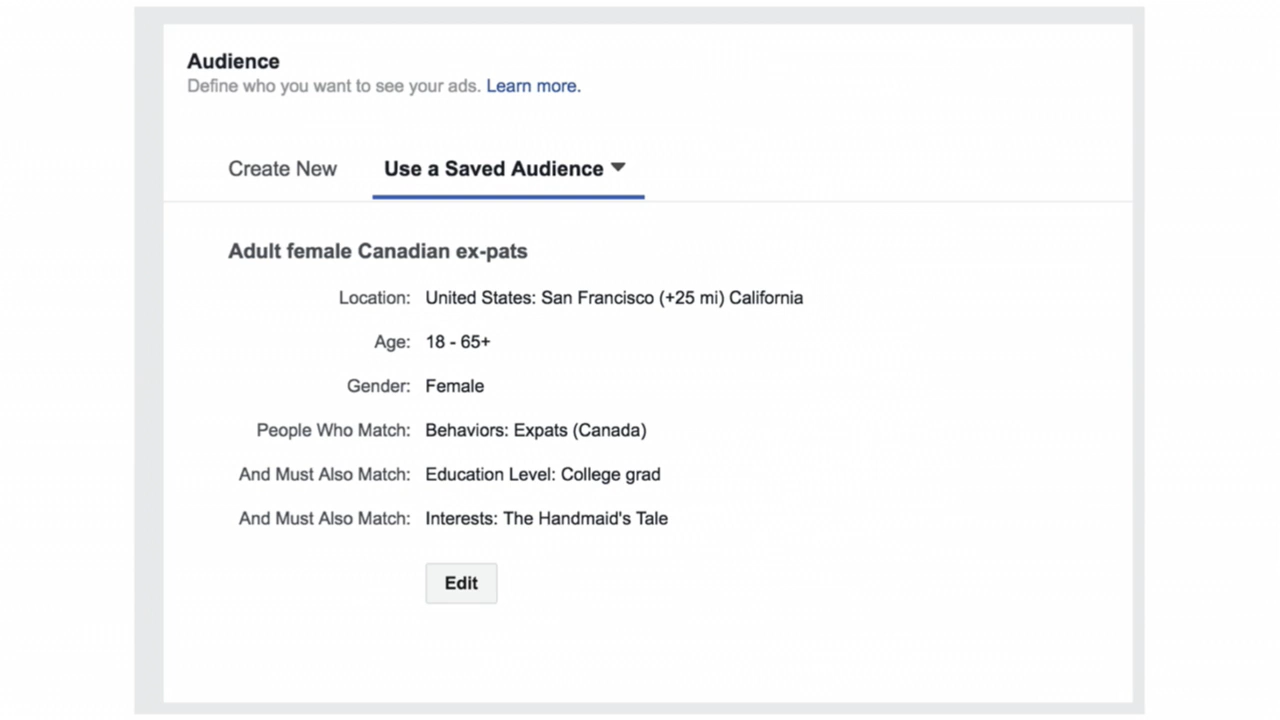 Audience
Define who you want to see your ads. Learn more.
Create New Use a Saved Audience
Adult female Canadian ex-pats
Location: United States: San Francisco (+25 mi) California
Age: 18 - 65+
Gender: Female
People Who Match: Behaviors: Expats (Canada)
And Must Also Match: Education Level: College grad
And Must Also Match: Interests: The Handmaid's Tale
Edit